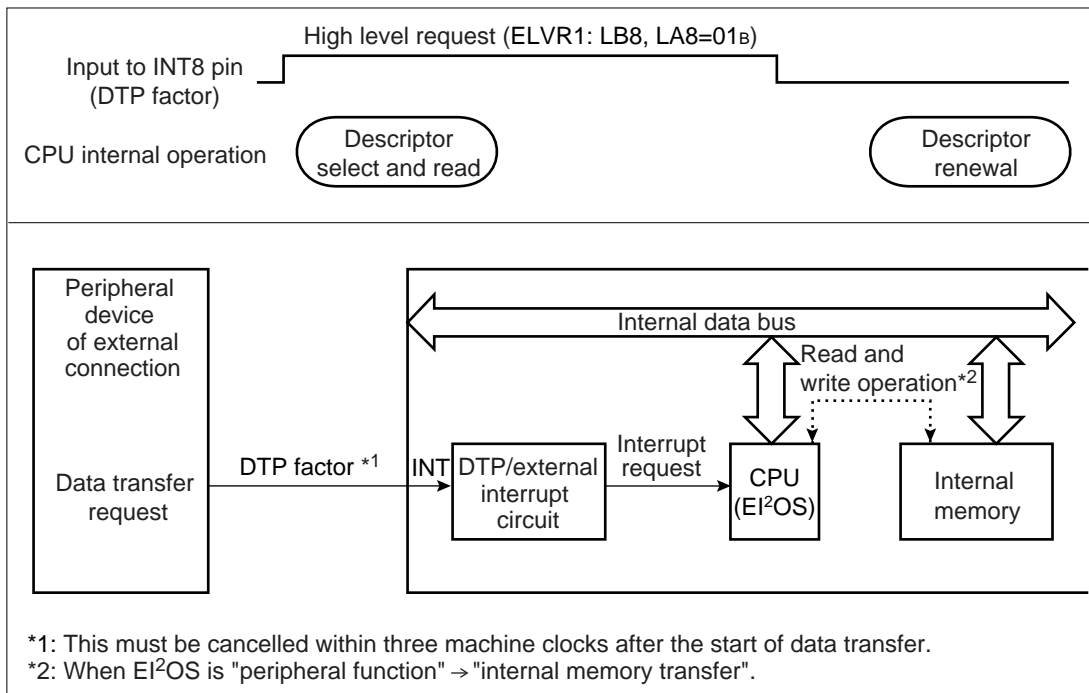 High level request (ELVR1: LB8, LA8=01B)
Input to INT8 pin
(DTP factor)
CPU internal operation
Descriptor
select and read
Descriptor
renewal
Peripheral
device
of external
connection
Internal data bus
Read and
write operation*2
Data transfer
request
DTP factor *1
INT
DTP/external
interrupt
circuit
Interrupt
request
CPU
(EI²OS)
Internal
memory
*1: This must be cancelled within three machine clocks after the start of data transfer.
*2: When EI²OS is "peripheral function" → "internal memory transfer".